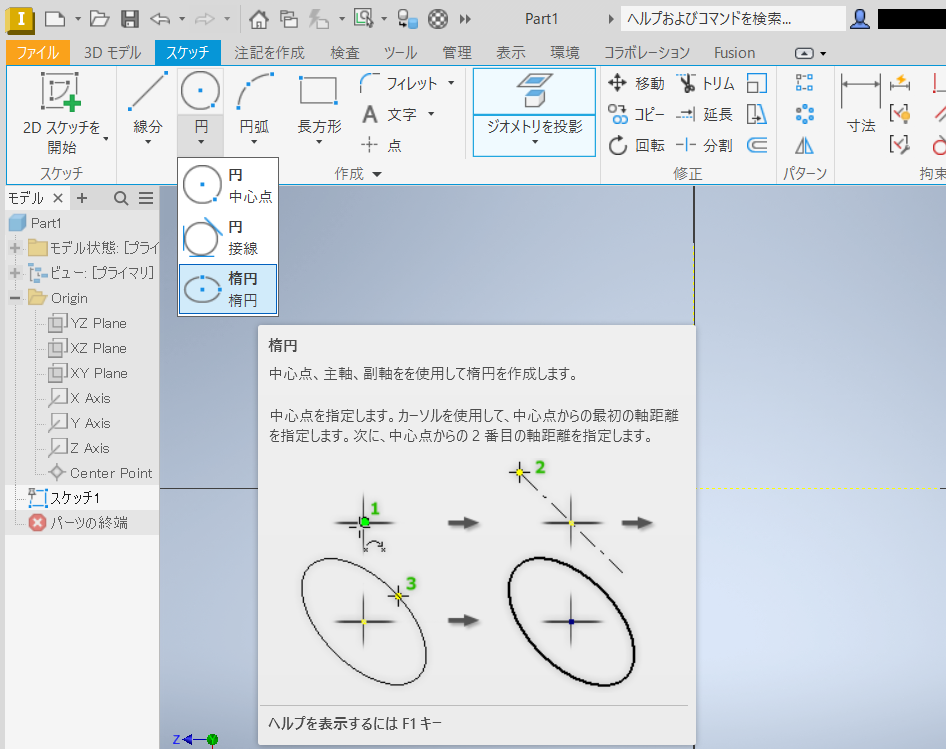 I
Part1
ヘルプおよびコマンドを検索...
ファイル 3D モデル スケッチ 注記を作成 検査 ツール 管理 表示 環境 コラボレーション Fusion
2D スケッチを
開始
線分
円
円弧
長方形
フィレット
A 文字
点
ジオメトリを投影
移動 トリム
コピー 延長
回転 分割
寸法
スケッチ 作成 修正 パターン 拘束
円
中心点
円
接線
楕円
楕円
モデル
Part1
モデル状態: [プライ
ビュー: [プライマリ]
Origin
YZ Plane
XZ Plane
XY Plane
X Axis
Y Axis
Z Axis
Center Point
スケッチ1
パーツの終端
楕円
中心点、主軸、副軸をを使用して楕円を作成します。
中心点を指定します。カーソルを使用して、中心点からの最初の軸距離
を指定します。次に、中心点からの 2 番目の軸距離を指定します。
1
2
3
ヘルプを表示するには F1 キー
Z
Y